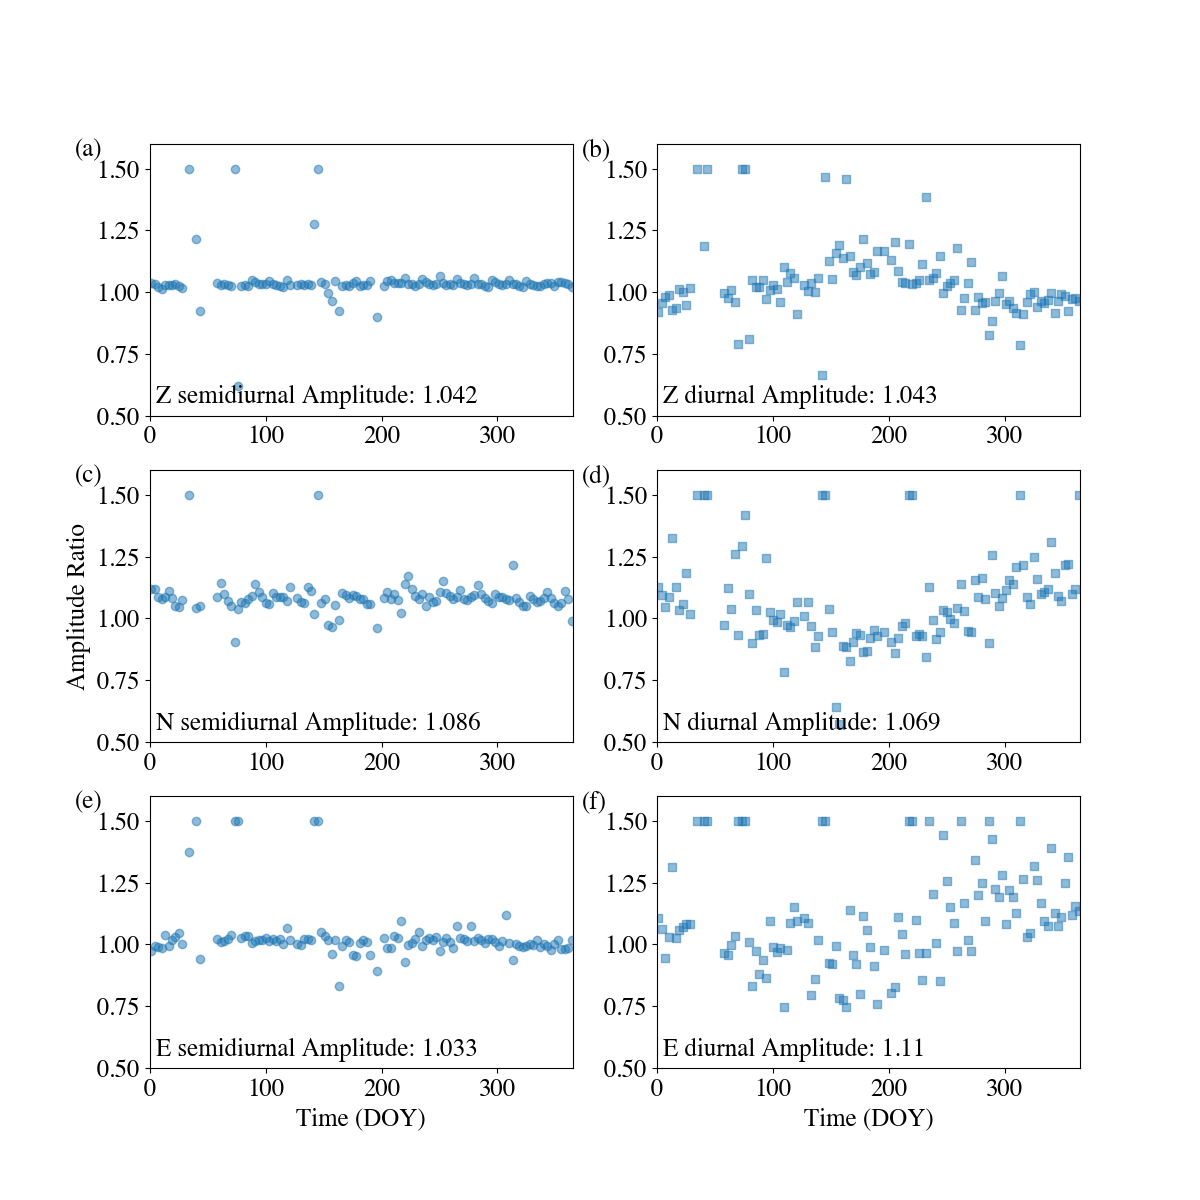 (a)
1.50
1.25
1.00
0.75
0.50
Z semidiurnal Amplitude: 1.042
0 100 200 300
(b)
1.50
1.25
1.00
0.75
0.50
Z diurnal Amplitude: 1.043
0 100 200 300
(c)
1.50
1.25
1.00
0.75
0.50
Amplitude Ratio
N semidiurnal Amplitude: 1.086
0 100 200 300
(d)
1.50
1.25
1.00
0.75
0.50
N diurnal Amplitude: 1.069
0 100 200 300
(e)
1.50
1.25
1.00
0.75
0.50
E semidiurnal Amplitude: 1.033
0 100 200 300
Time (DOY)
(f)
1.50
1.25
1.00
0.75
0.50
E diurnal Amplitude: 1.11
0 100 200 300
Time (DOY)